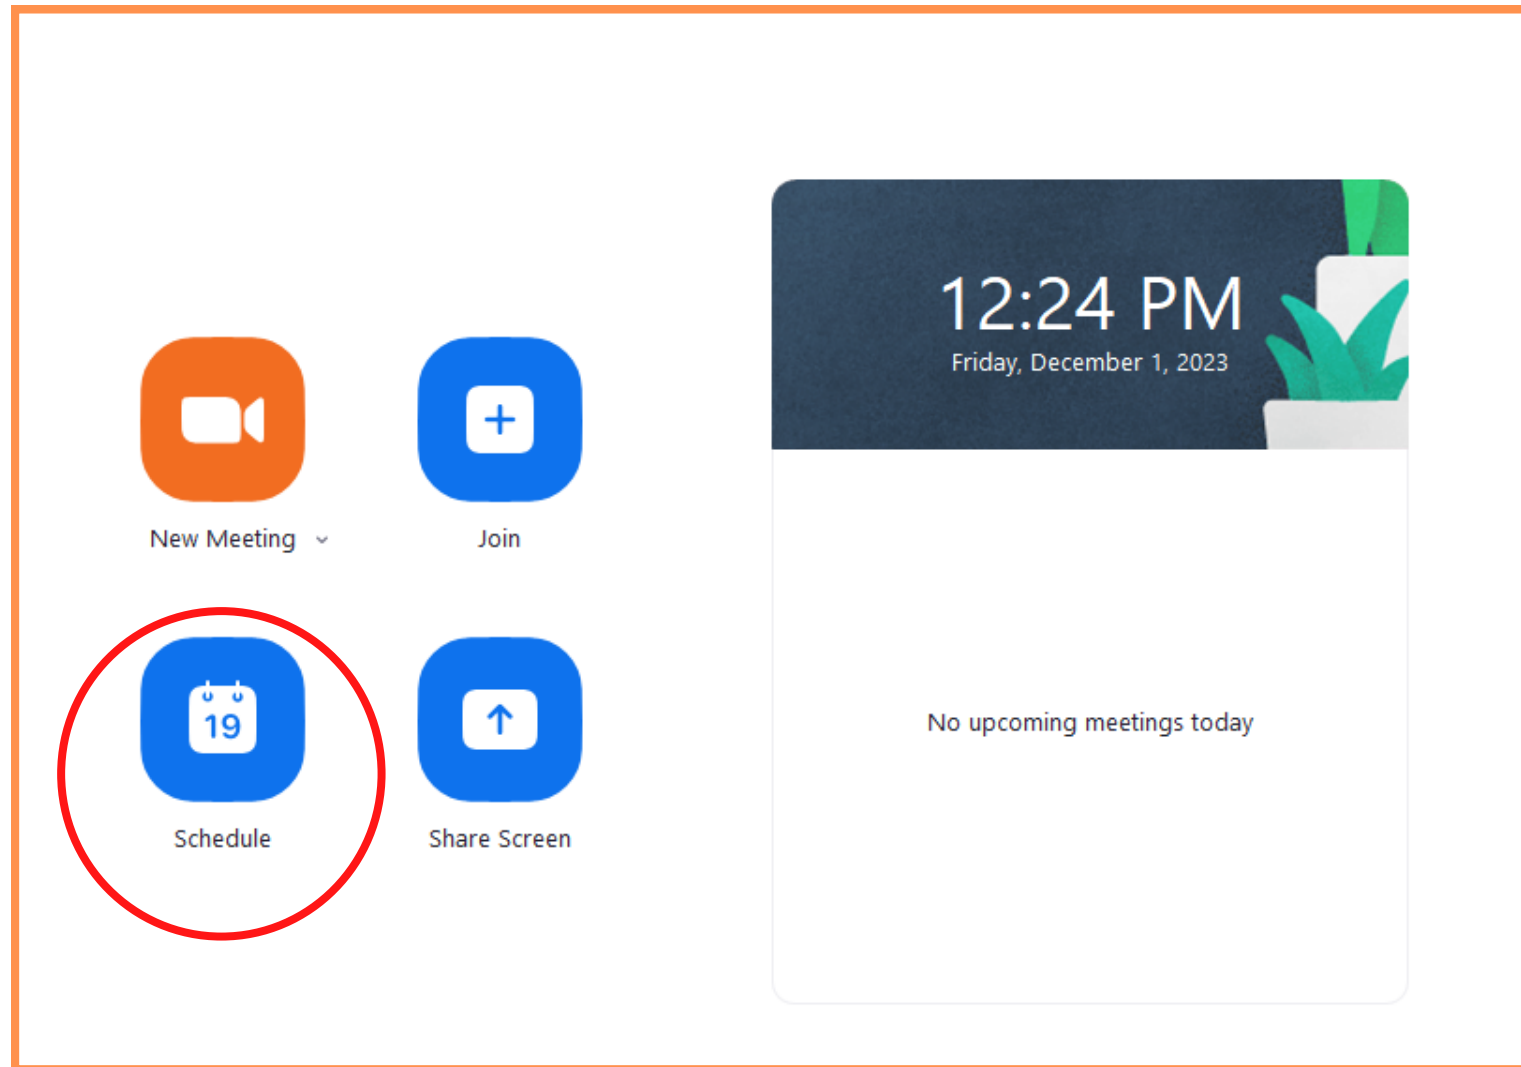 12:24 PM
Friday, December 1, 2023
New Meeting
Join
19
Schedule
Share Screen
No upcoming meetings today